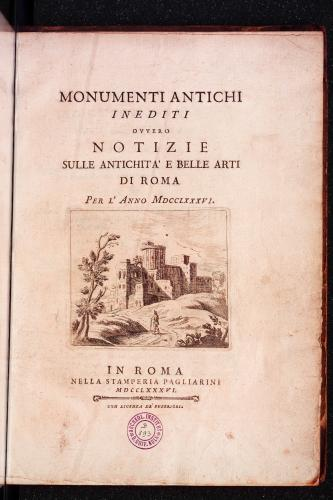 MONUMENTI ANTICHI
INEDITI
OVVERO
NOTIZIE
SULLE ANTICHITA' E BELLE ARTI
DI ROMA
PER L' ANNO MDCCLXXXVI.
IN ROMA
NELLA STAMPERIA PAGLIARINI
MDCCLXXXVI.
CON LICENZA DE' SUPERIORI.